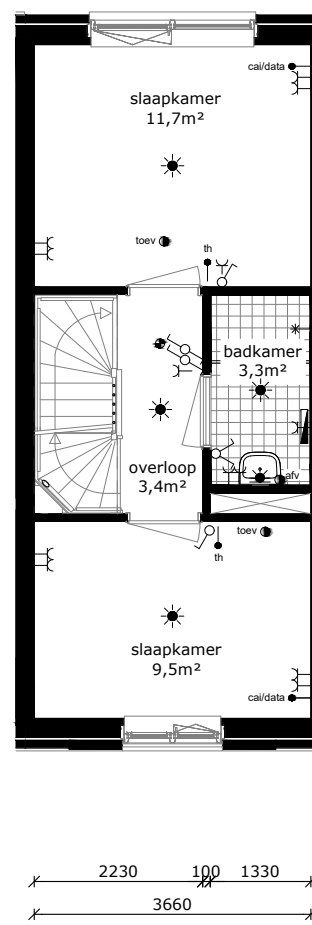 cai/data
slaapkamer
11,7m²
toev
th
badkamer
3,3m²
overloop
3,4m²
afv
toev
th
slaapkamer
9,5m²
cai/data
2230 100 1330
3660